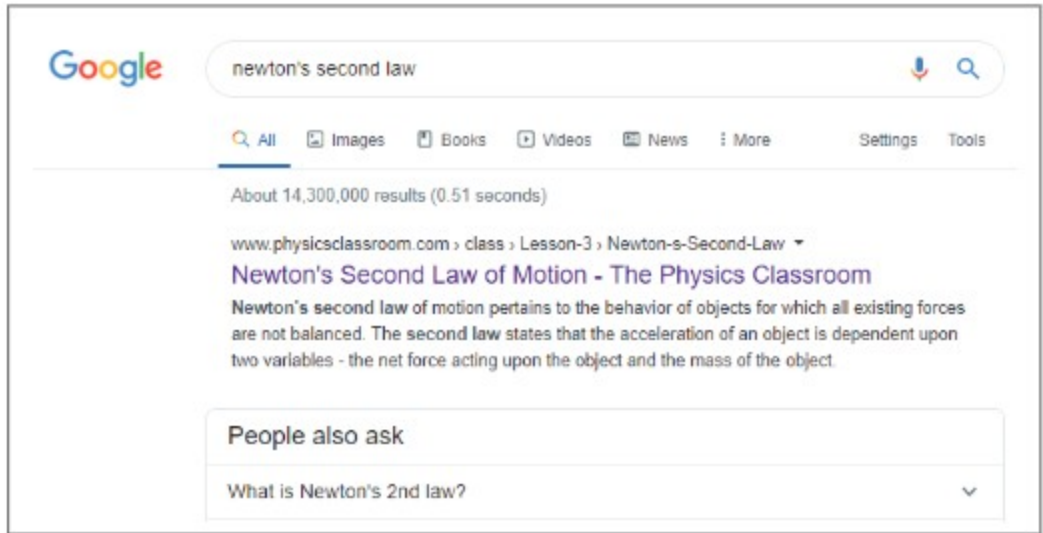 Google
newton's second law
All Images Books Videos News More Settings Tools
About 14,300,000 results (0.51 seconds)
www.physicsclassroom.com › class › Lesson-3 › Newton-s-Second-Law
Newton's Second Law of Motion - The Physics Classroom
Newton's second law of motion pertains to the behavior of objects for which all existing forces
are not balanced. The second law states that the acceleration of an object is dependent upon
two variables - the net force acting upon the object and the mass of the object.
People also ask
What is Newton's 2nd law?